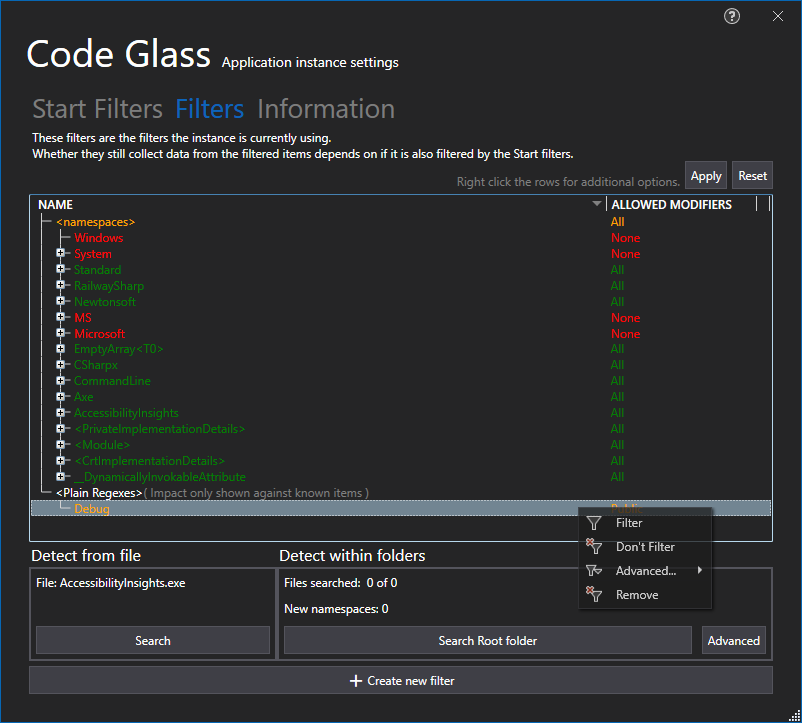 Code Glass Application instance settings
Start Filters Filters Information
These filters are the filters the instance is currently using.
Whether they still collect data from the filtered items depends on if it is also filtered by the Start filters.
Right click the rows for additional options. Apply Reset
NAME ALLOWED MODIFIERS
<namespaces> All
Windows None
System None
Standard All
RailwaySharp All
Newtonsoft All
MS None
Microsoft None
EmptyArray<T0> All
CSharpx All
CommandLine All
Axe All
AccessibilityInsights All
<PrivateImplementationDetails> All
<Module> All
<CrtImplementationDetails> All
__DynamicallyInvokableAttribute All
<Plain Regexes> ( Impact only shown against known items )
Debug Public
Filter
Don't Filter
Advanced...
Remove
Detect from file
File: AccessibilityInsights.exe
Search
Detect within folders
Files searched: 0 of 0
New namespaces: 0
Search Root folder Advanced
Create new filter